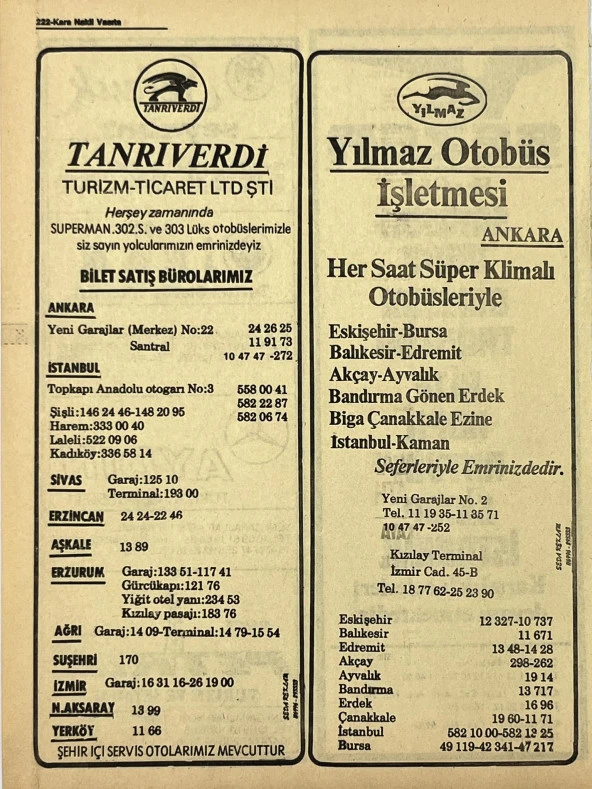 222-Kara Nakil Vasıta
TANRIVERDİ
TANRIVERDİ
TURİZM-TİCARET LTD ŞTİ
Herşey zamanında
SUPERMAN.302.S. ve 303 Lüks otobüslerimizle
siz sayın yolcularımızın emrinizdeyiz
BİLET SATIŞ BÜROLARIMIZ
ANKARA
Yeni Garajlar (Merkez) No:22 24 26 25
Santral 11 91 73
10 47 47 -272
İSTANBUL
Topkapı Anadolu otogarı No:3 558 00 41
582 22 87
Şişli:146 24 46-148 20 95 582 06 74
Harem:333 00 40
Laleli:522 09 06
Kadıköy:336 58 14
SİVAS Garaj:125 10
Terminal:193 00
ERZİNCAN 24 24-22 46
AŞKALE 13 89
ERZURUM Garaj:133 51-117 41
Gürcükapı:121 76
Yiğit otel yanı:234 53
Kızılay pasajı:183 76
AĞRI Garaj:14 09-Terminal:14 79-15 54
SUŞEHRİ 170
İZMİR Garaj:16 31 16-26 19 00
N.AKSARAY 13 99
YERKÖY 11 66
ŞEHİR İÇİ SERVİS OTOLARIMIZ MEVCUTTUR
YILMAZ
Yılmaz Otobüs
İşletmesi
ANKARA
Her Saat Süper Klimalı
Otobüsleriyle
Eskişehir-Bursa
Balıkesir-Edremit
Akçay-Ayvalık
Bandırma Gönen Erdek
Biga Çanakkale Ezine
İstanbul-Kaman
Seferleriyle Emrinizdedir.
Yeni Garajlar No. 2
Tel. 11 19 35-11 35 71
10 47 47 -252
Kızılay Terminal
İzmir Cad. 45-B
Tel. 18 77 62-25 23 90
Eskişehir 12 327-10 737
Balıkesir 11 671
Edremit 13 48-14 28
Akçay 298-262
Ayvalık 19 14
Bandırma 13 717
Erdek 16 96
Çanakkale 19 60-11 71
İstanbul 582 10 00-582 13 25
Bursa 49 119-42 341-47 217